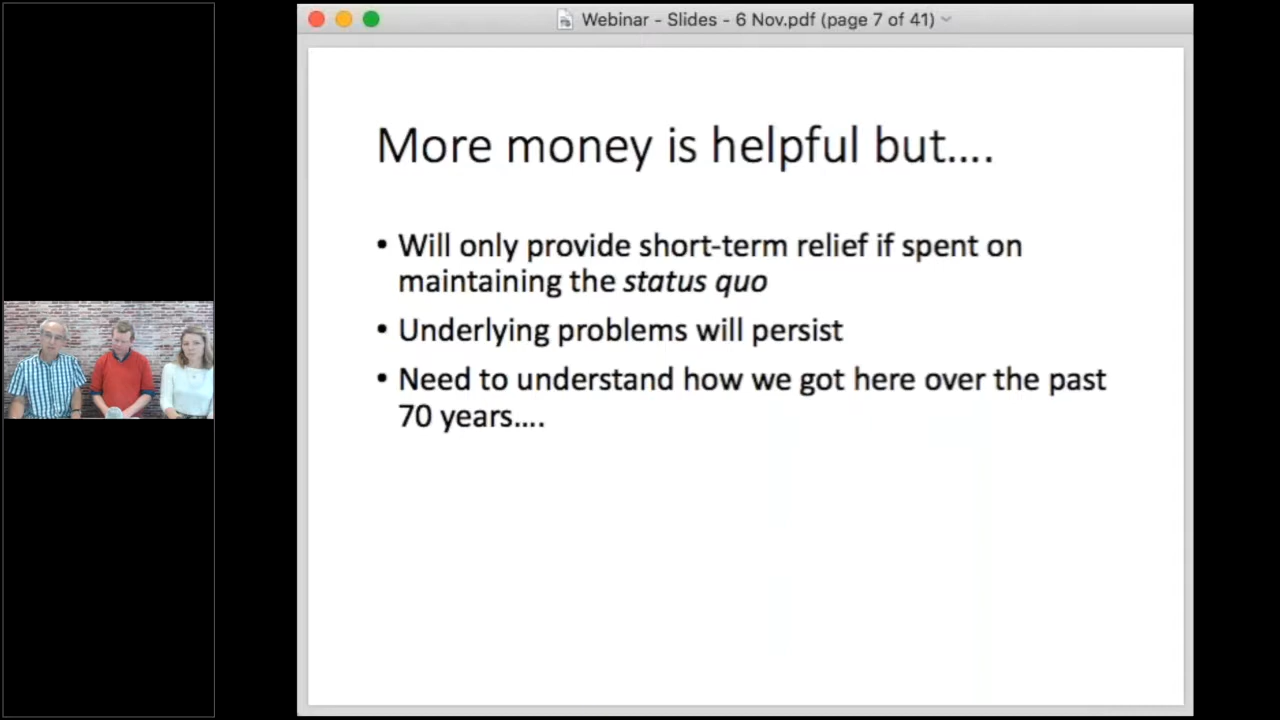 Webinar - Slides - 6 Nov.pdf (page 7 of 41)
More money is helpful but....
• Will only provide short-term relief if spent on
maintaining the status quo
• Underlying problems will persist
• Need to understand how we got here over the past
70 years....